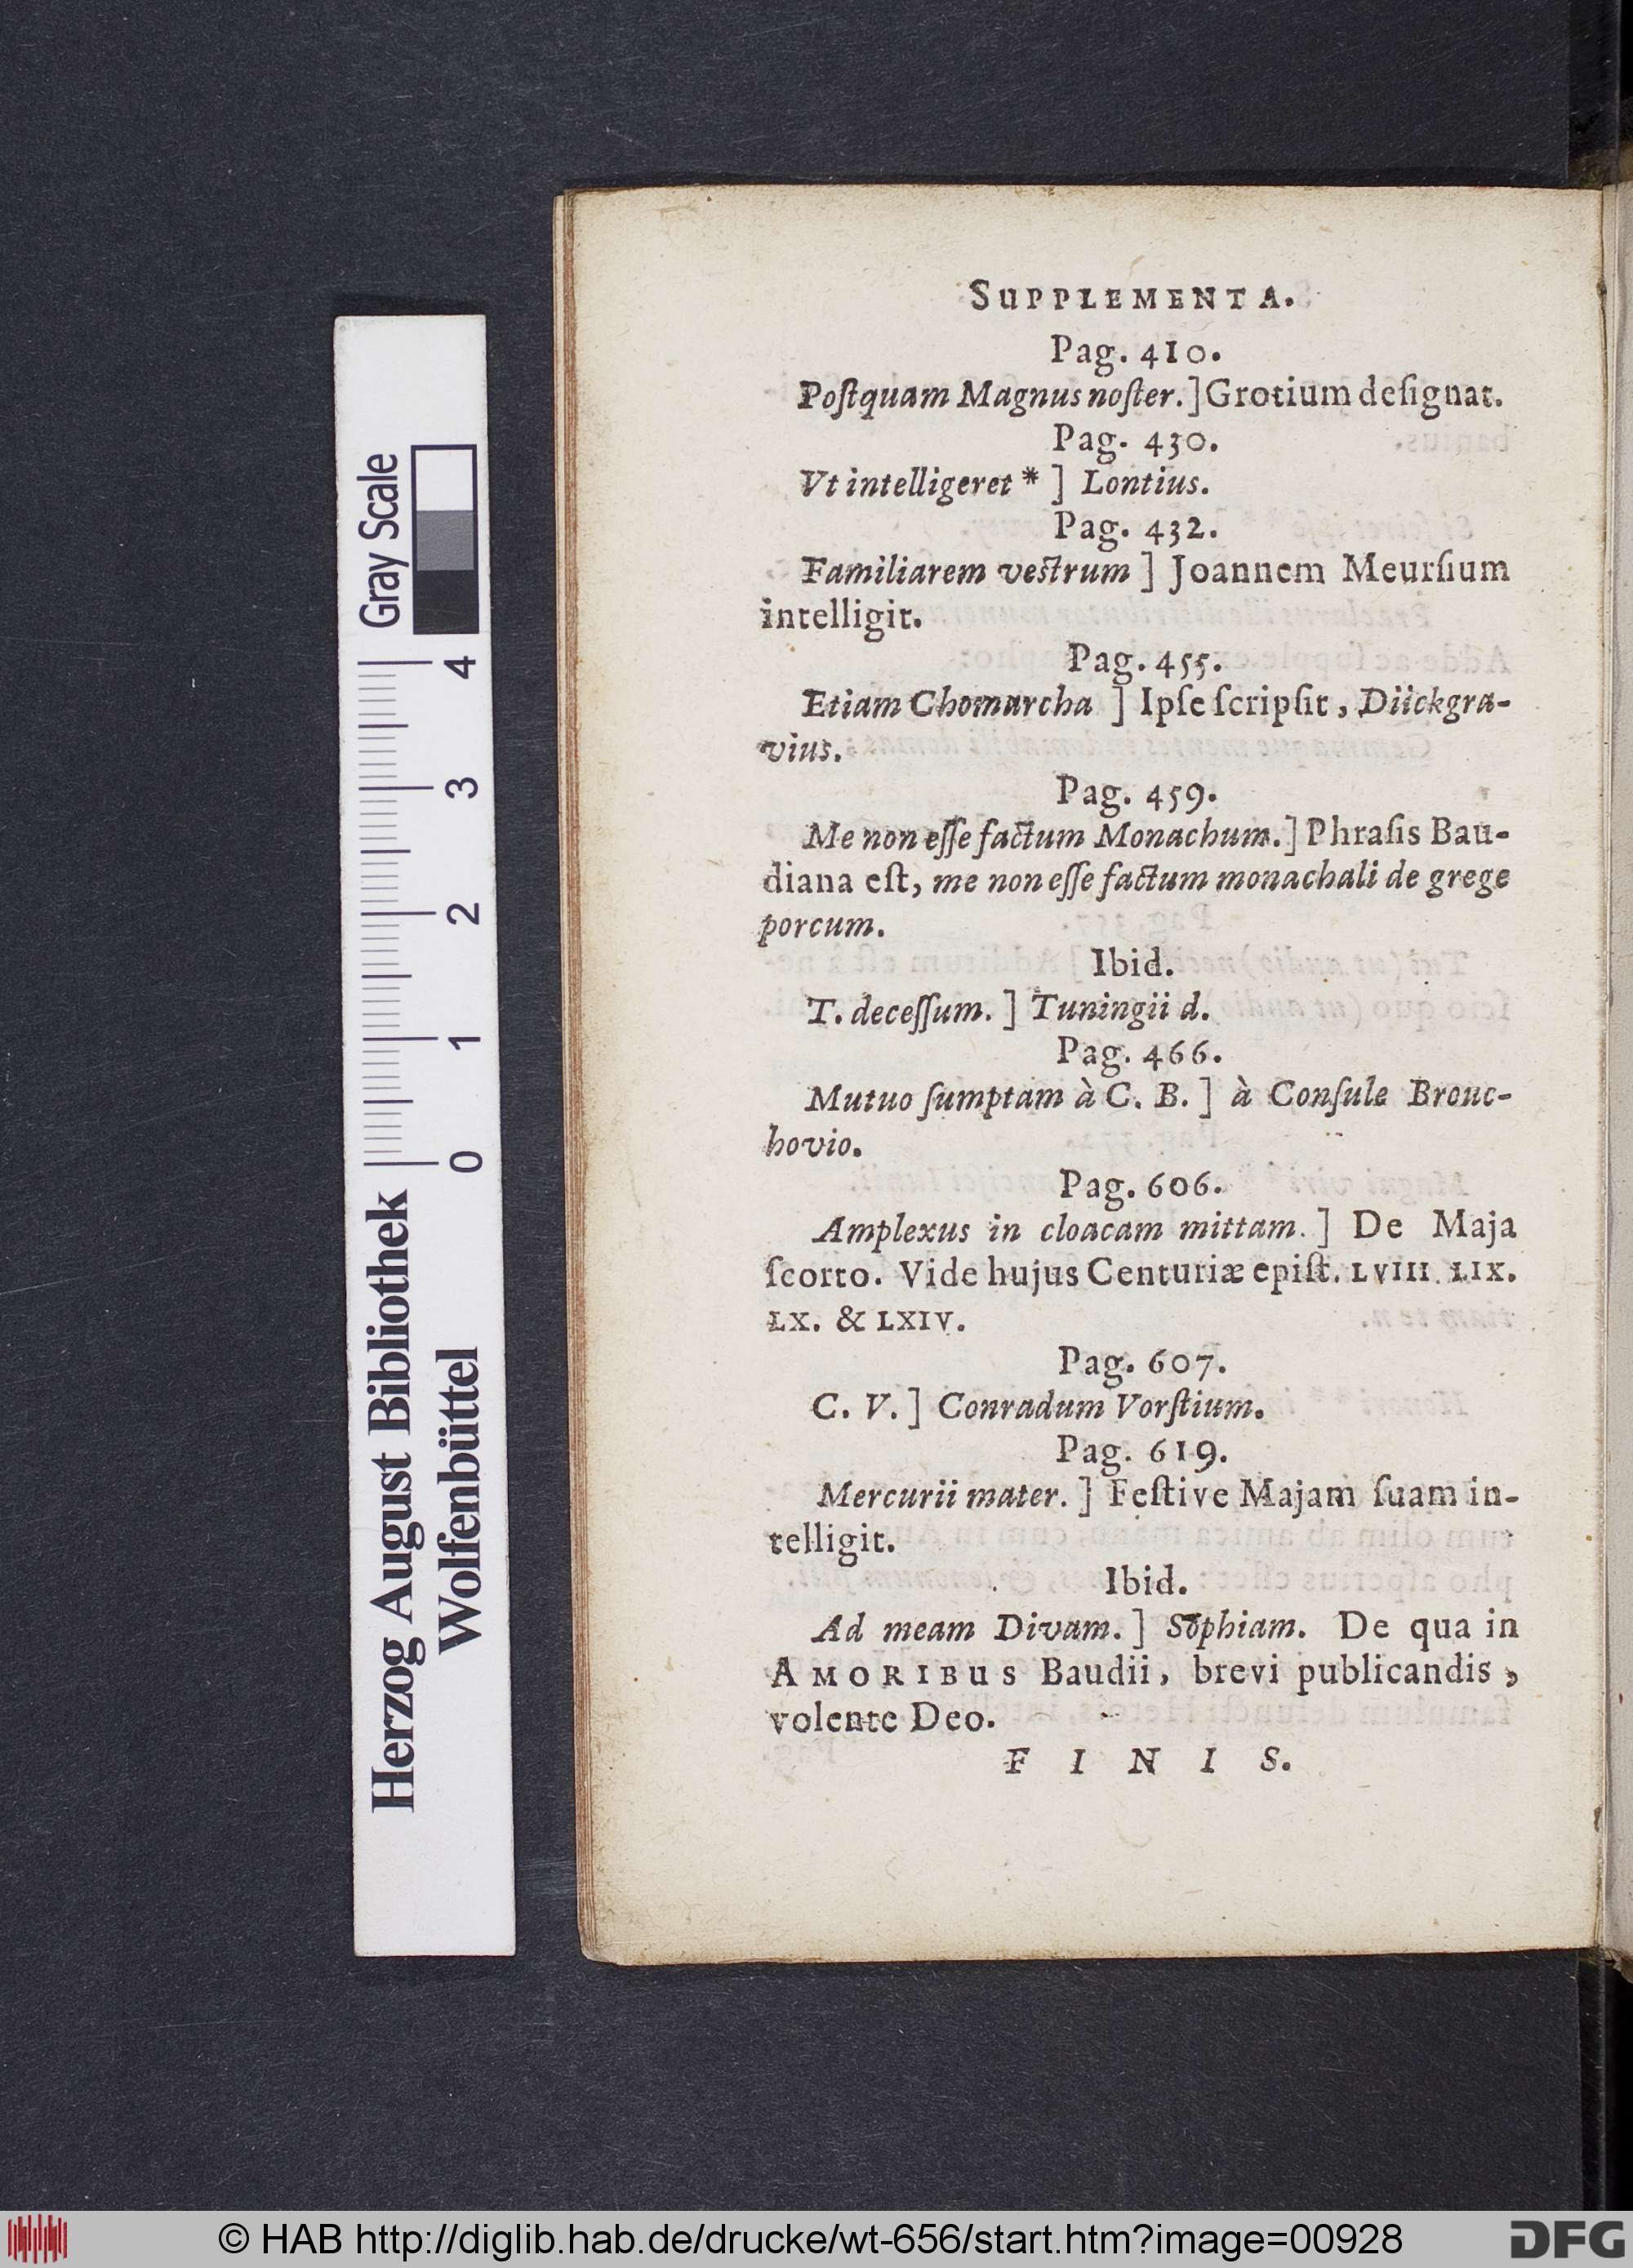 SUPPLEMENTA.
Pag. 410.
Poſtquam Magnus noſter.] Grotium deſignat.
Pag. 430.
Vt intelligeret * ] Lontius.
Pag. 432.
Familiarem vestrum ] Joannem Meurſium
intelligit.
Pag. 455.
Etiam Chomarcha ] Ipſe ſcripſit, Diickgra-
vius.
Pag. 459.
Me non eſſe factum Monachum.] Phraſis Bau-
diana eſt, me non eſſe factum monachali de grege
porcum.
Ibid.
T. deceſſum. ] Tuningii d.
Pag. 466.
Mutuo ſumptam à C. B. ] à Conſule Brouc-
hovio.
Pag. 606.
Amplexus in cloacam mittam. ] De Maja
ſcorto. Vide hujus Centuriæ epiſt. LVIII. LIX.
LX. & LXIV.
Pag. 607.
C. V. ] Conradum Vorſtium.
Pag. 619.
Mercurii mater. ] Feſtive Majam ſuam in-
telligit.
Ibid.
Ad meam Divam. ] Sophiam. De qua in
AMORIBUS Baudii, brevi publicandis,
volente Deo.
F I N I S.
Gray Scale
4
3
2
1
0
Herzog August Bibliothek
Wolfenbüttel
© HAB http://diglib.hab.de/drucke/wt-656/start.htm?image=00928
DFG